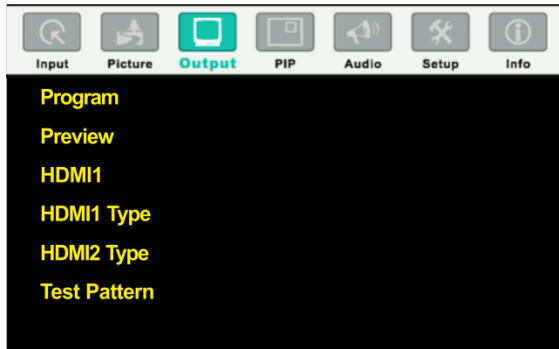 Input Picture Output PIP Audio Setup Info
Program
Preview
HDMI1
HDMI1 Type
HDMI2 Type
Test Pattern